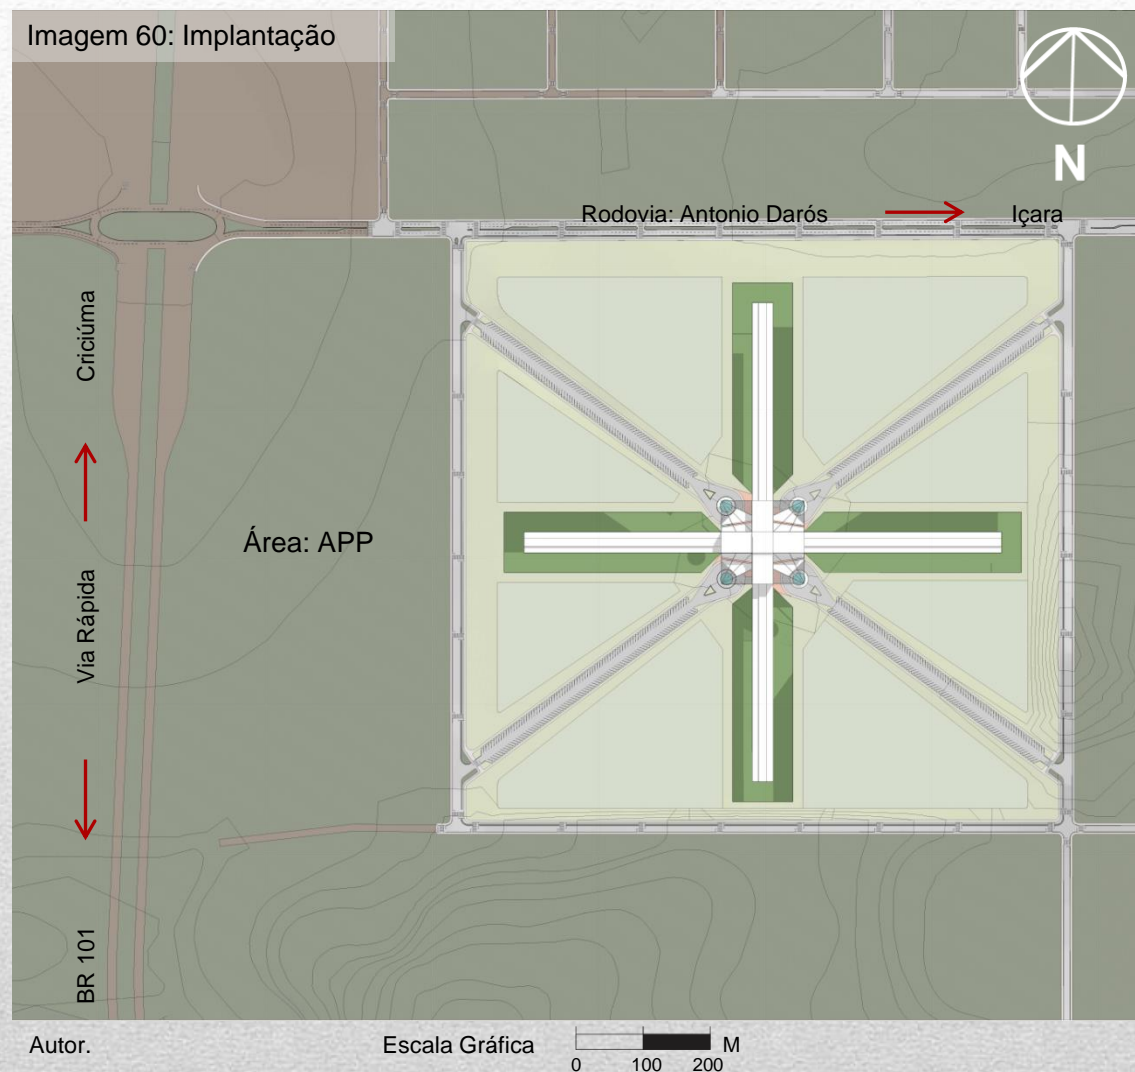 Imagem 60: Implantação
N
Rodovia: Antonio Darós
Içara
Criciúma
Área: APP
Via Rápida
BR 101
Autor.
Escala Gráfica
M
0 100 200